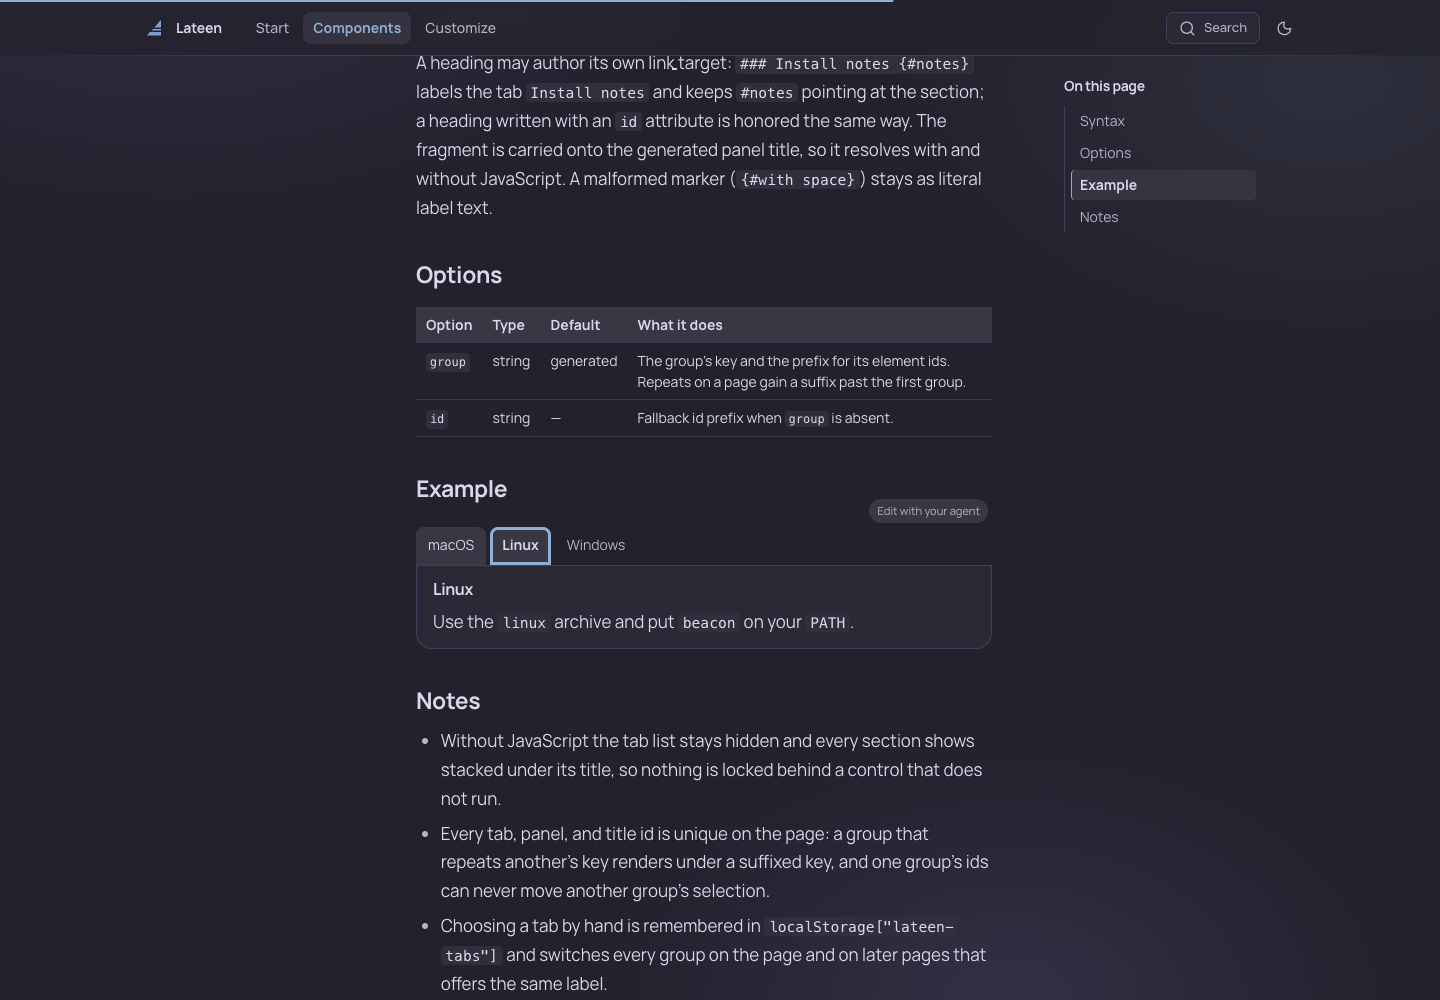 Lateen
Start
Components
Customize
Search
A heading may author its own link target: ### Install notes {#notes}
labels the tab Install notes and keeps #notes pointing at the section;
a heading written with an id attribute is honored the same way. The
fragment is carried onto the generated panel title, so it resolves with and
without JavaScript. A malformed marker ({#with space}) stays as literal
label text.
On this page
Syntax
Options
Example
Notes
Options
Option Type Default What it does
group string generated The group's key and the prefix for its element ids.
Repeats on a page gain a suffix past the first group.
id string — Fallback id prefix when group is absent.
Example
Edit with your agent
macOS Linux Windows
Linux
Use the linux archive and put beacon on your PATH.
Notes
• Without JavaScript the tab list stays hidden and every section shows
stacked under its title, so nothing is locked behind a control that does
not run.
• Every tab, panel, and title id is unique on the page: a group that
repeats another's key renders under a suffixed key, and one group's ids
can never move another group's selection.
• Choosing a tab by hand is remembered in localStorage["lateen-
tabs"] and switches every group on the page and on later pages that
offers the same label.